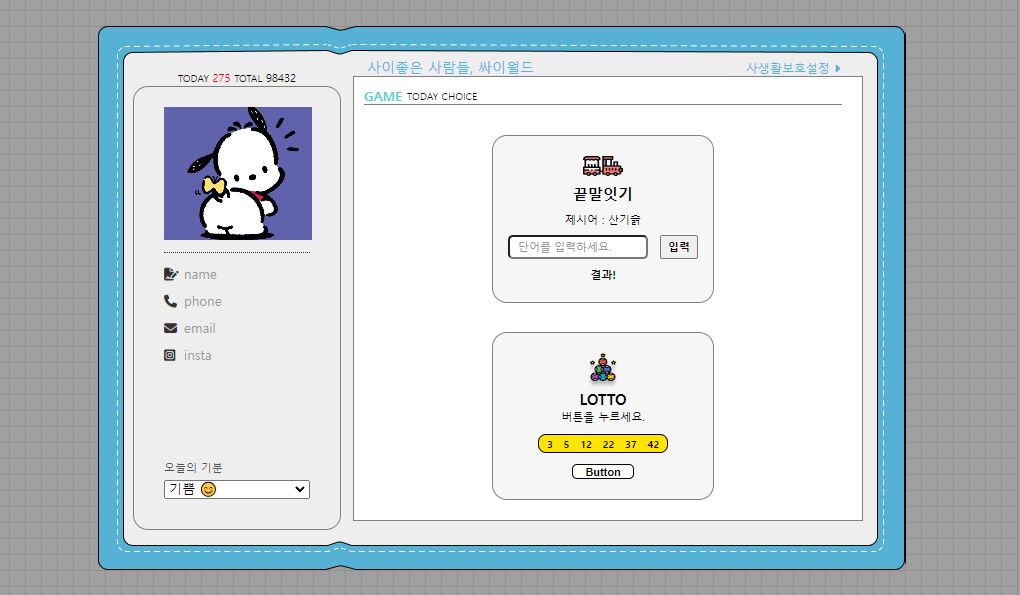 TODAY 275 TOTAL 98432
name
phone
email
insta
오늘의 기분
기쁨 😊
사이좋은 사람들, 싸이월드
사생활보호설정
GAME TODAY CHOICE
끝말잇기
제시어 : 산기슭
단어를 입력하세요. 입력
결과!
LOTTO
버튼을 누르세요.
3 5 12 22 37 42
Button